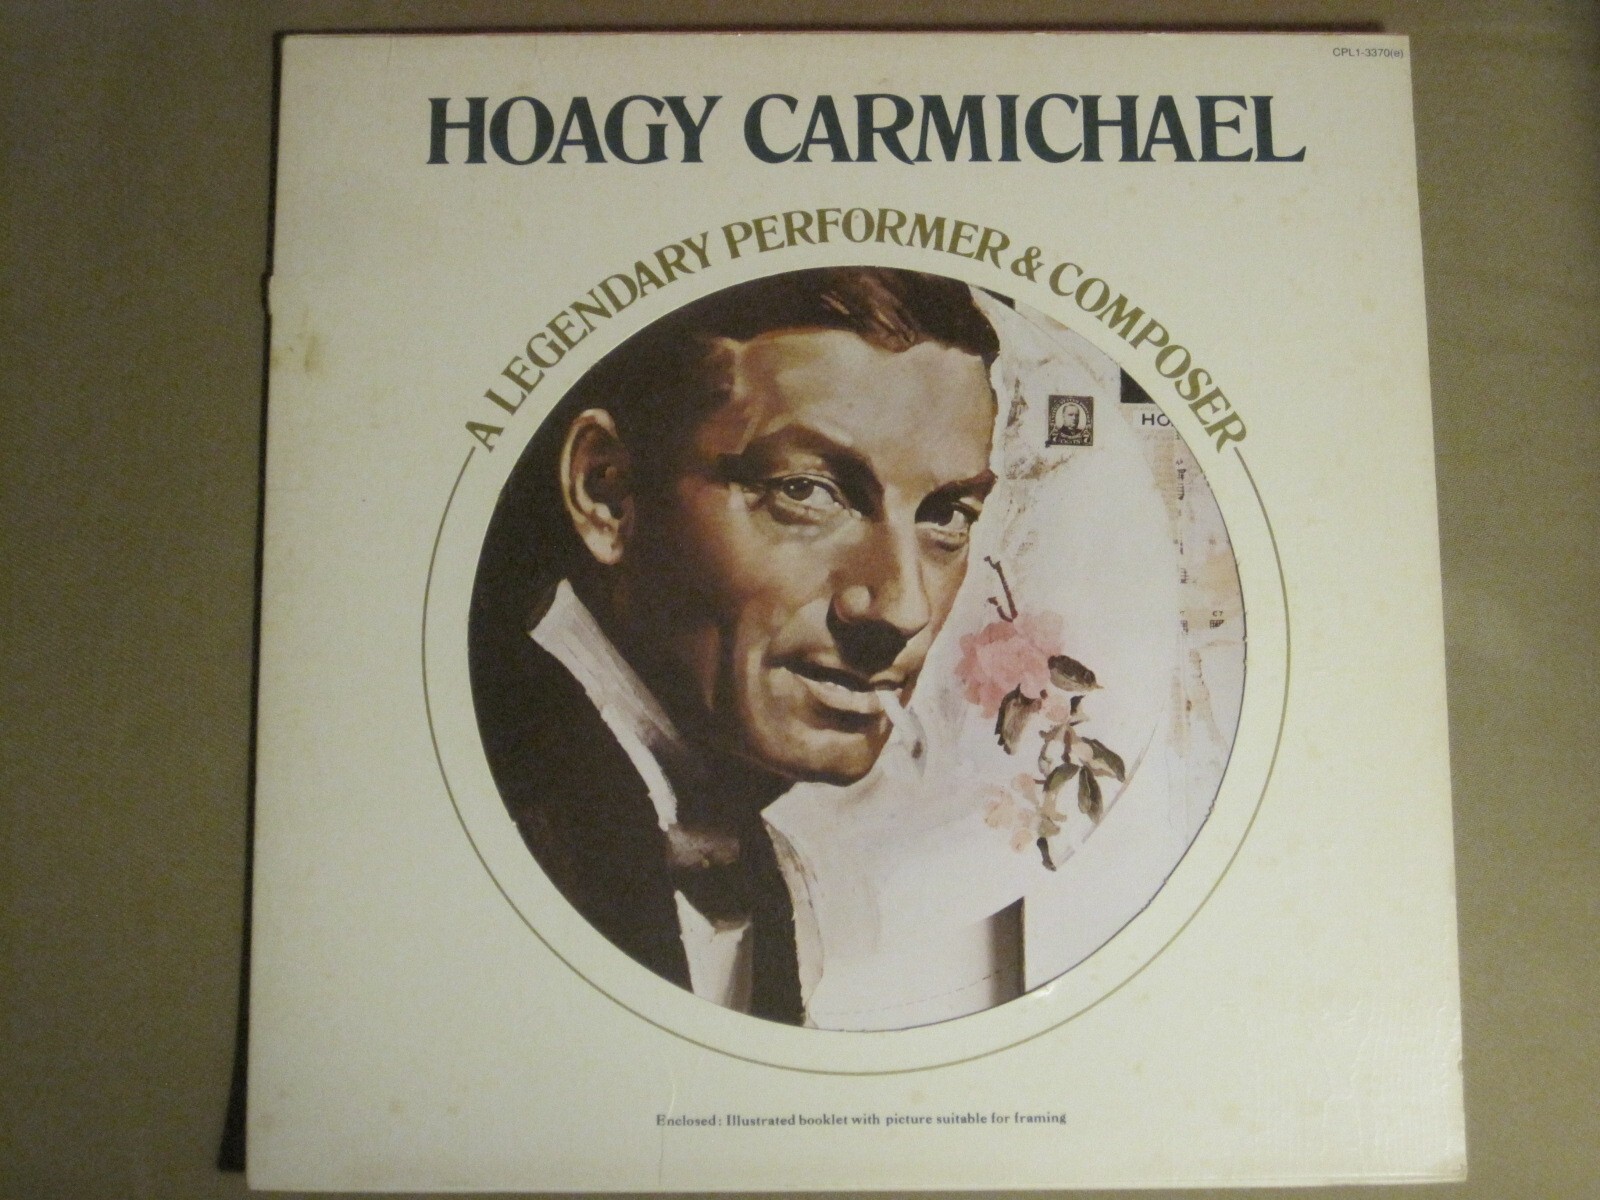 CPL1-3370(e)
HOAGY CARMICHAEL
A LEGENDARY PERFORMER & COMPOSER
HO
Enclosed: Illustrated booklet with picture suitable for framing